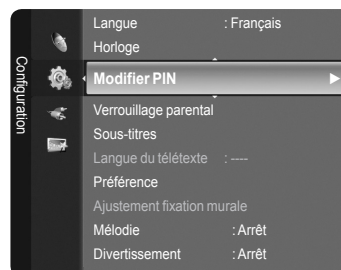 Configuration
Langue : Français
Horloge
Modifier PIN
Verrouillage parental
Sous-titres
Langue du télétexte : ----
Préférence
Ajustement fixation murale
Mélodie : Arrêt
Divertissement : Arrêt